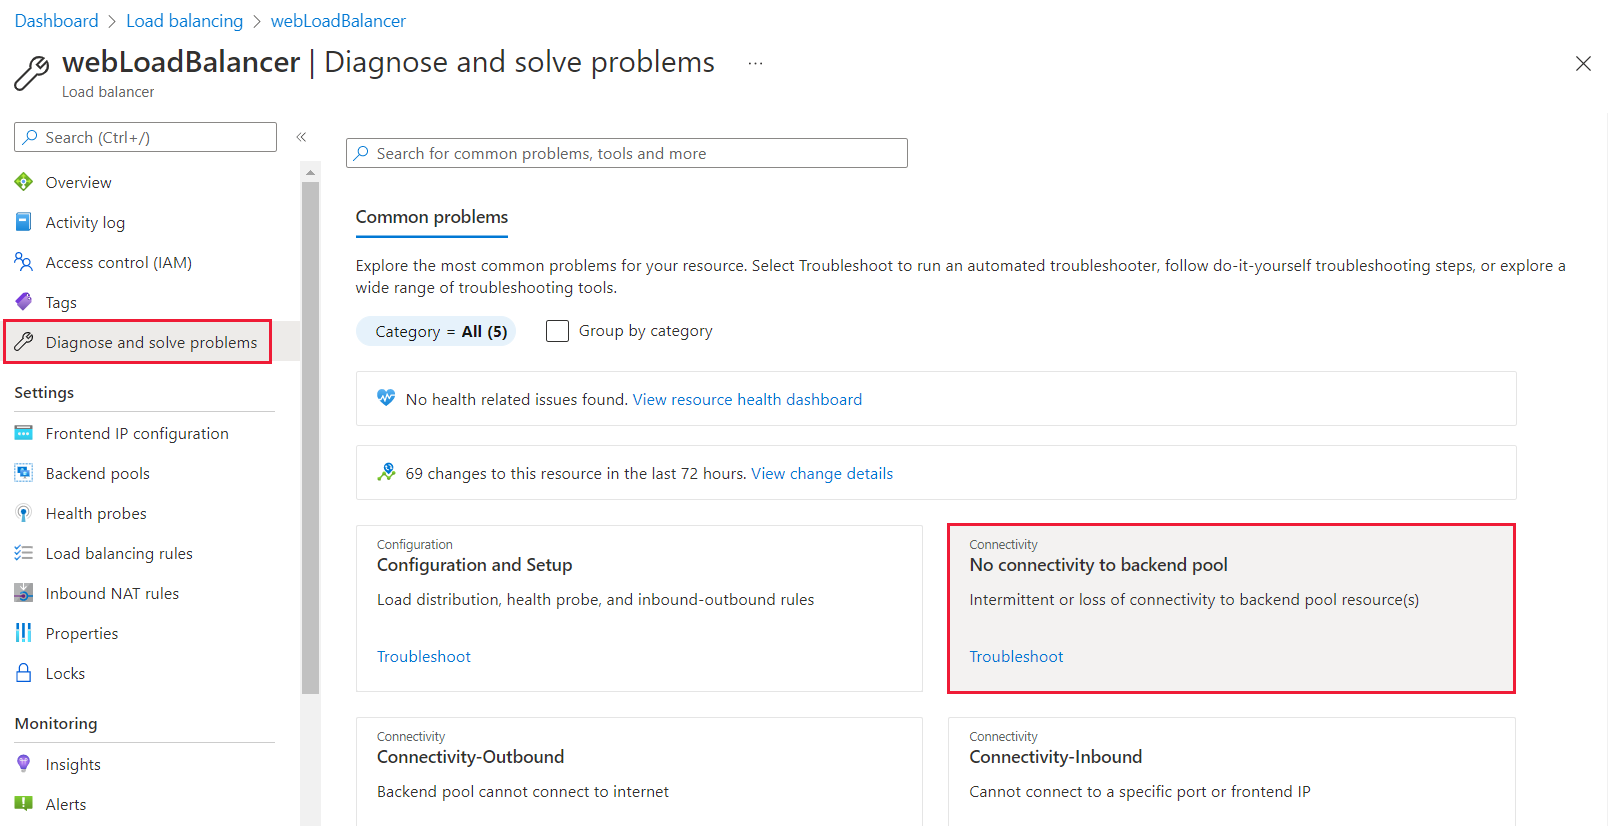 Dashboard > Load balancing > webLoadBalancer
webLoadBalancer | Diagnose and solve problems ...
Load balancer
Search (Ctrl+/)
«
Overview
Activity log
Access control (IAM)
Tags
Diagnose and solve problems
Settings
Frontend IP configuration
Backend pools
Health probes
Load balancing rules
Inbound NAT rules
Properties
Locks
Monitoring
Insights
Alerts
Search for common problems, tools and more
Common problems
Explore the most common problems for your resource. Select Troubleshoot to run an automated troubleshooter, follow do-it-yourself troubleshooting steps, or explore a
wide range of troubleshooting tools.
Category = All (5)
Group by category
No health related issues found. View resource health dashboard
69 changes to this resource in the last 72 hours. View change details
Configuration
Configuration and Setup
Load distribution, health probe, and inbound-outbound rules
Troubleshoot
Connectivity
No connectivity to backend pool
Intermittent or loss of connectivity to backend pool resource(s)
Troubleshoot
Connectivity
Connectivity-Outbound
Backend pool cannot connect to internet
Connectivity
Connectivity-Inbound
Cannot connect to a specific port or frontend IP